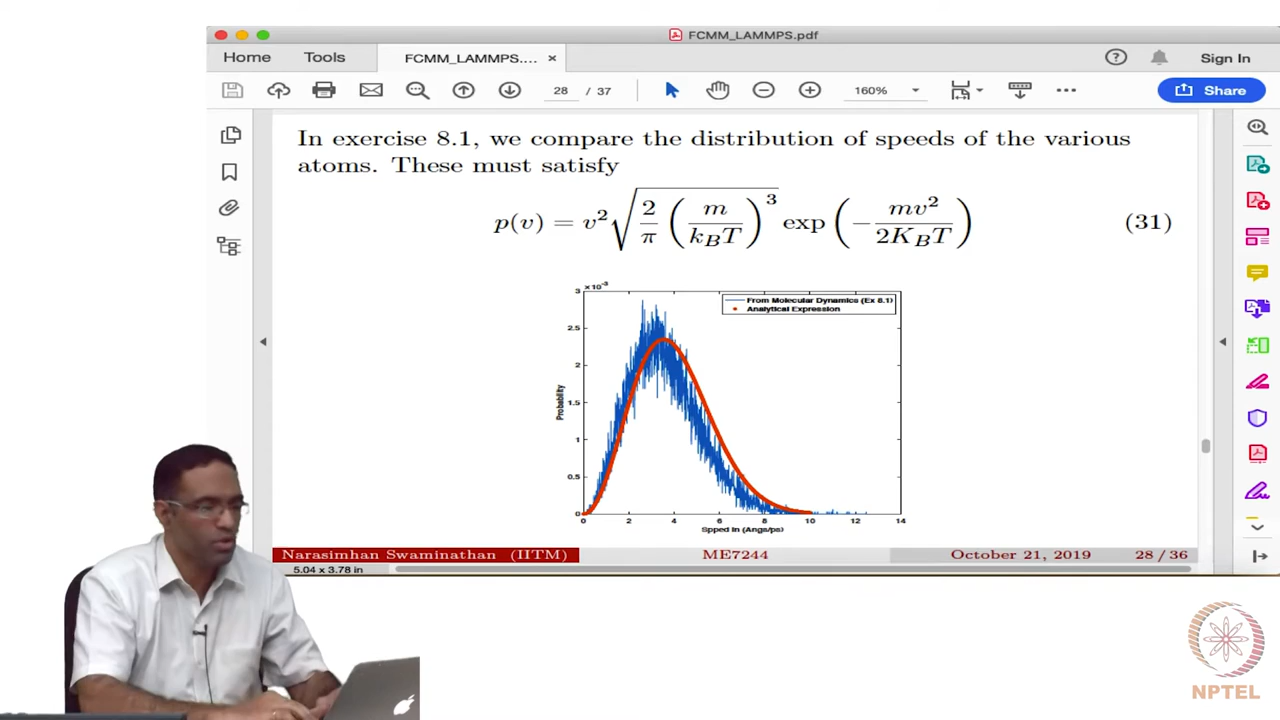 FCMM_LAMMPS.pdf
Home Tools FCMM_LAMMPS.... × Sign In
28 / 37 160% Share
In exercise 8.1, we compare the distribution of speeds of the various
atoms. These must satisfy
p(v) = v²√(2/π (m/k_BT)³) exp(−mv²/2K_BT) (31)
×10⁻³
3
From Molecular Dynamics (Ex 8.1)
Analytical Expression
2.5
2
1.5
1
0.5
0
Probability
0 2 4 6 8 10 12 14
Spped in (Angs/ps)
Narasimhan Swaminathan (IITM) ME7244 October 21, 2019 28 / 36
5.04 x 3.78 in
NPTEL